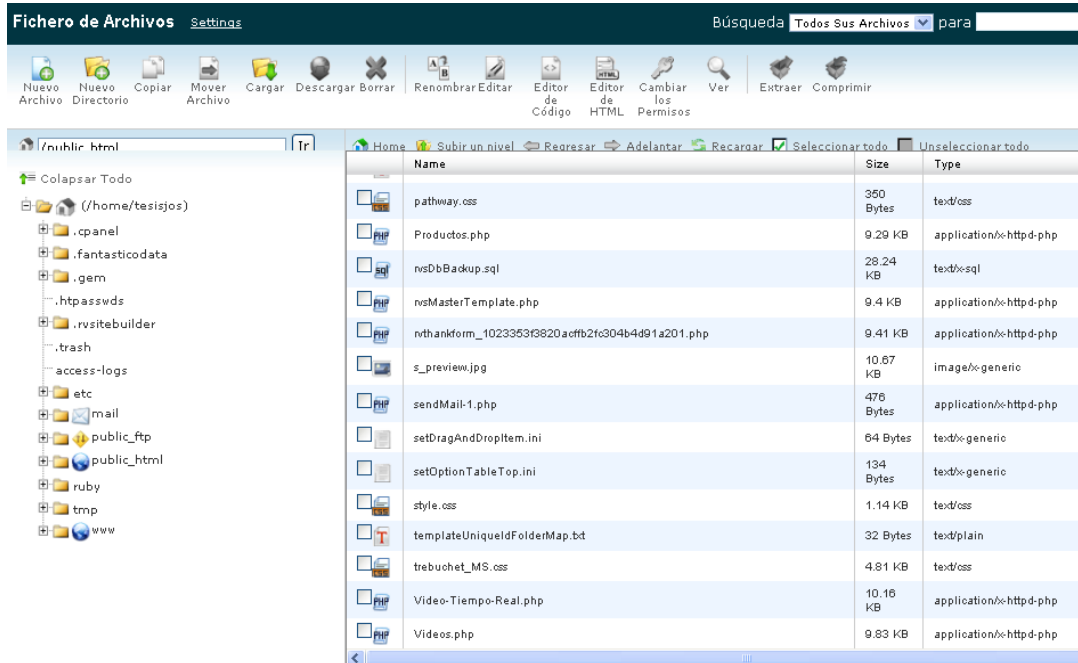 Fichero de Archivos Settings Búsqueda Todos Sus Archivos para
Nuevo Archivo Nuevo Directorio Copiar Mover Archivo Cargar Descargar Borrar Renombrar Editar Editor de Código Editor de HTML Cambiar los Permisos Ver Extraer Comprimir
/public_html Ir Home Subir un nivel Regresar Adelantar Recargar Seleccionar todo Unseleccionar todo
Colapsar Todo
(/home/tesisjos)
.cpanel
.fantasticodata
.gem
.htpasswds
.rvsitebuilder
.trash
access-logs
etc
mail
public_ftp
public_html
ruby
tmp
www
Name Size Type
pathway.css 350 Bytes text/css
Productos.php 9.29 KB application/x-httpd-php
rvsDbBackup.sql 28.24 KB text/x-sql
rvsMasterTemplate.php 9.4 KB application/x-httpd-php
rvthankform_1023353f3820acffb2fc304b4d91a201.php 9.41 KB application/x-httpd-php
s_preview.jpg 10.67 KB image/x-generic
sendMail-1.php 476 Bytes application/x-httpd-php
setDragAndDropItem.ini 64 Bytes text/x-generic
setOptionTableTop.ini 134 Bytes text/x-generic
style.css 1.14 KB text/css
templateUniqueIdFolderMap.txt 32 Bytes text/plain
trebuchet_MS.css 4.81 KB text/css
Video-Tiempo-Real.php 10.16 KB application/x-httpd-php
Videos.php 9.83 KB application/x-httpd-php